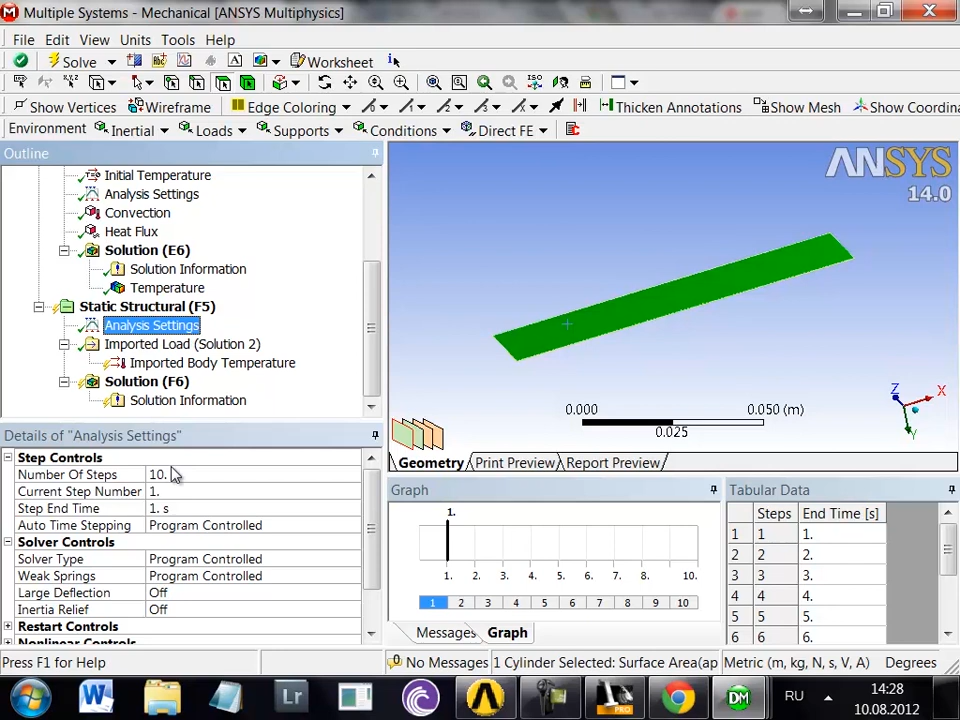 Multiple Systems - Mechanical [ANSYS Multiphysics]
File Edit View Units Tools Help
Solve Worksheet
Show Vertices Wireframe Edge Coloring Thicken Annotations Show Mesh Show Coordina
Environment Inertial Loads Supports Conditions Direct FE
Outline
Initial Temperature
Analysis Settings
Convection
Heat Flux
Solution (E6)
Solution Information
Temperature
Static Structural (F5)
Analysis Settings
Imported Load (Solution 2)
Imported Body Temperature
Solution (F6)
Solution Information
ANSYS
14.0
0.000 0.050 (m)
0.025
Z X
Y
Geometry Print Preview Report Preview
Details of "Analysis Settings"
Step Controls
Number Of Steps 10.
Current Step Number 1.
Step End Time 1. s
Auto Time Stepping Program Controlled
Solver Controls
Solver Type Program Controlled
Weak Springs Program Controlled
Large Deflection Off
Inertia Relief Off
Restart Controls
Nonlinear Controls
Graph
1.
1. 2. 3. 4. 5. 6. 7. 8. 10.
1 2 3 4 5 6 7 8 9 10
Messages Graph
Tabular Data
Steps End Time [s]
1 1 1.
2 2 2.
3 3 3.
4 4 4.
5 5 5.
6 6 6.
Press F1 for Help No Messages 1 Cylinder Selected: Surface Area(ap Metric (m, kg, N, s, V, A) Degrees
W Lr PRO DM RU 14:28
10.08.2012